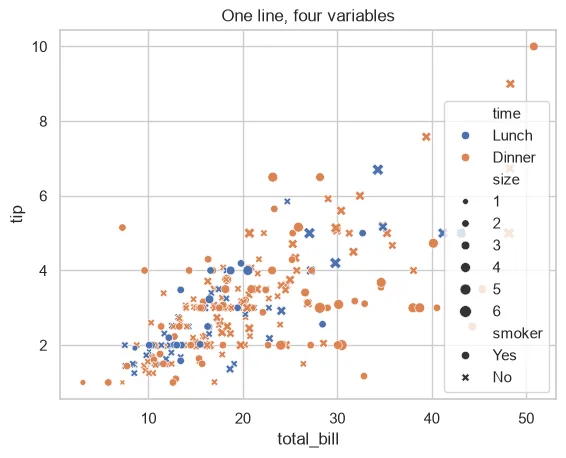 One line, four variables
10
8
6
4
2
tip
10
20
30
40
50
total_bill
time
Lunch
Dinner
size
1
2
3
4
5
6
smoker
Yes
No